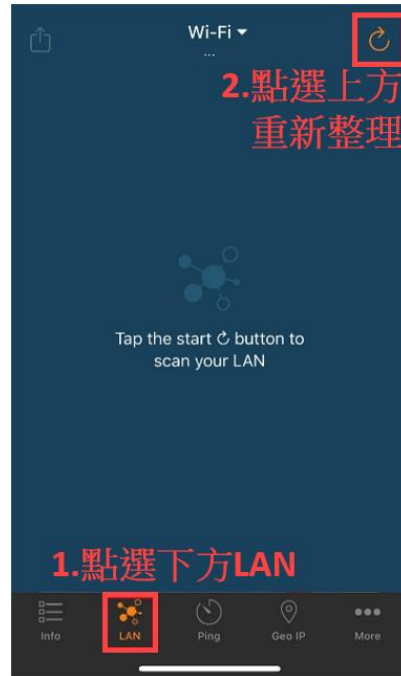 Wi-Fi ▾
...
2.點選上方
重新整理
Tap the start ↻ button to
scan your LAN
1.點選下方LAN
Info LAN Ping Geo IP More